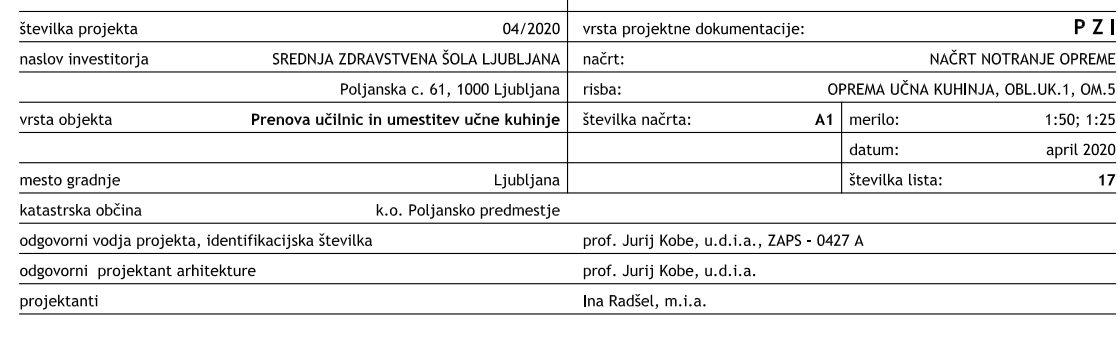 številka projekta 04/2020 vrsta projektne dokumentacije: P Z I
naslov investitorja SREDNJA ZDRAVSTVENA ŠOLA LJUBLJANA načrt: NAČRT NOTRANJE OPREME
Poljanska c. 61, 1000 Ljubljana risba: OPREMA UČNA KUHINJA, OBL.UK.1, OM.5
vrsta objekta Prenova učilnic in umestitev učne kuhinje številka načrta: A1 merilo: 1:50; 1:25
datum: april 2020
mesto gradnje Ljubljana številka lista: 17
katastrska občina k.o. Poljansko predmestje
odgovorni vodja projekta, identifikacijska številka prof. Jurij Kobe, u.d.i.a., ZAPS - 0427 A
odgovorni projektant arhitekture prof. Jurij Kobe, u.d.i.a.
projektanti Ina Radšel, m.i.a.